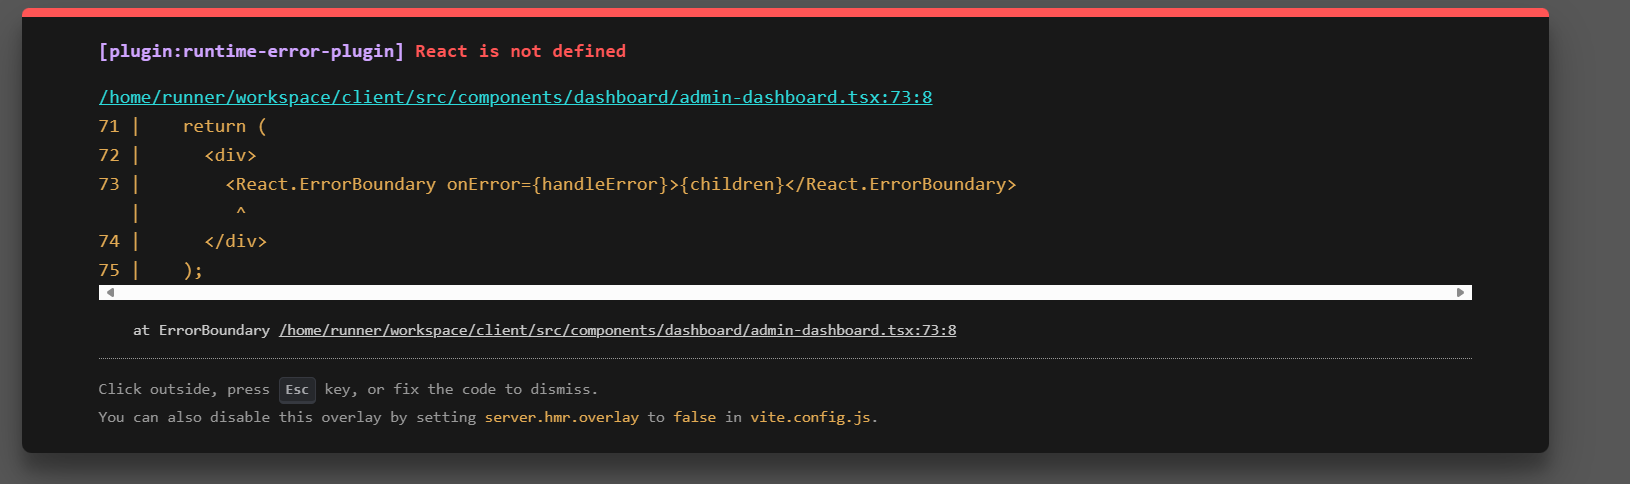 [plugin:runtime-error-plugin] React is not defined
/home/runner/workspace/client/src/components/dashboard/admin-dashboard.tsx:73:8
71 |    return (
72 |      <div>
73 |        <React.ErrorBoundary onError={handleError}>{children}</React.ErrorBoundary>
   |         ^
74 |      </div>
75 |    );
at ErrorBoundary /home/runner/workspace/client/src/components/dashboard/admin-dashboard.tsx:73:8
Click outside, press Esc key, or fix the code to dismiss.
You can also disable this overlay by setting server.hmr.overlay to false in vite.config.js.